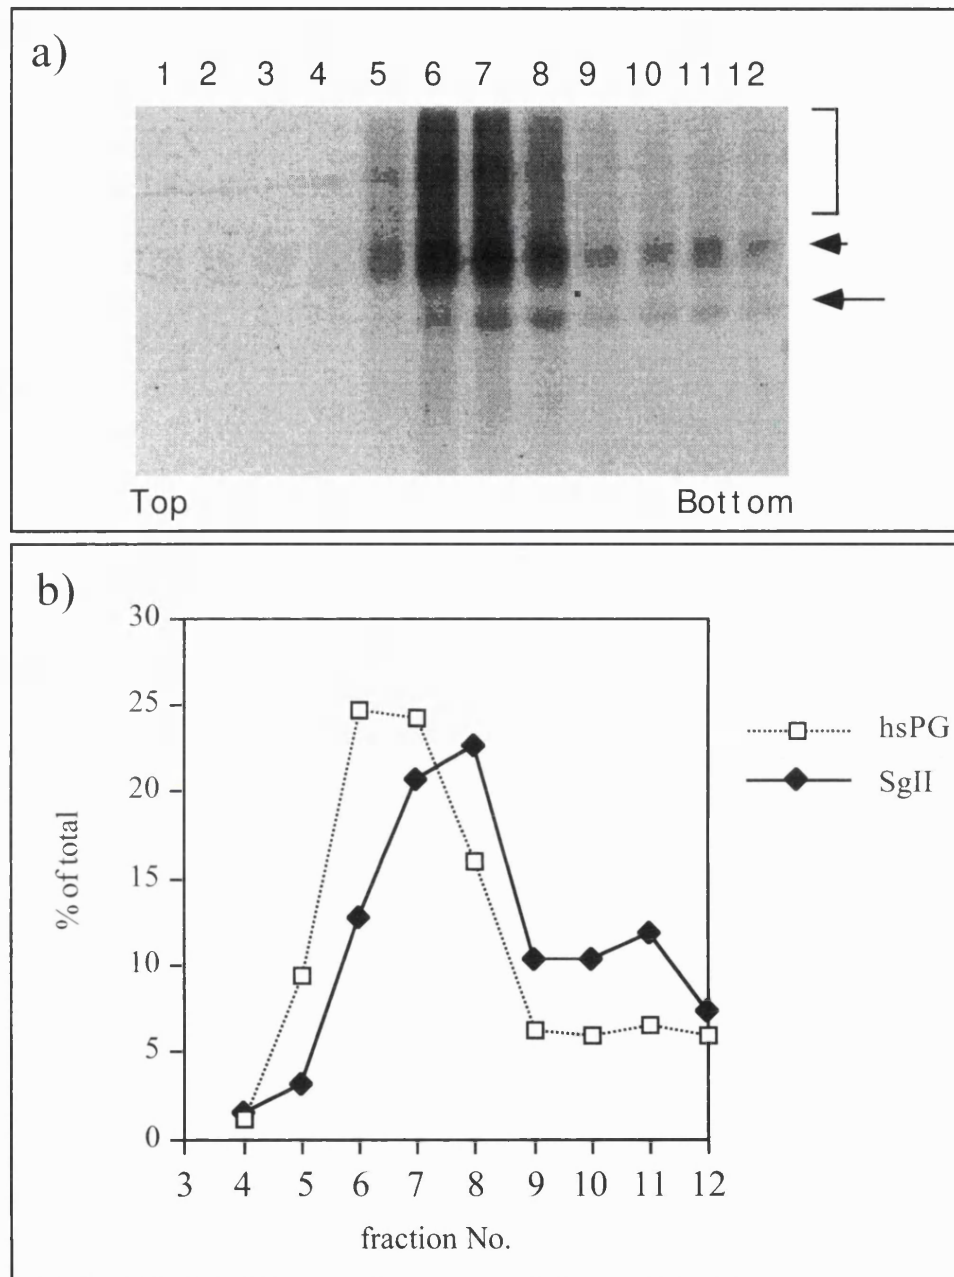 a)
1 2 3 4 5 6 7 8 9 10 11 12
Top Bottom
b)
30
25
20
15
10
5
0
% of total
3 4 5 6 7 8 9 10 11 12
fraction No.
hsPG
SgII